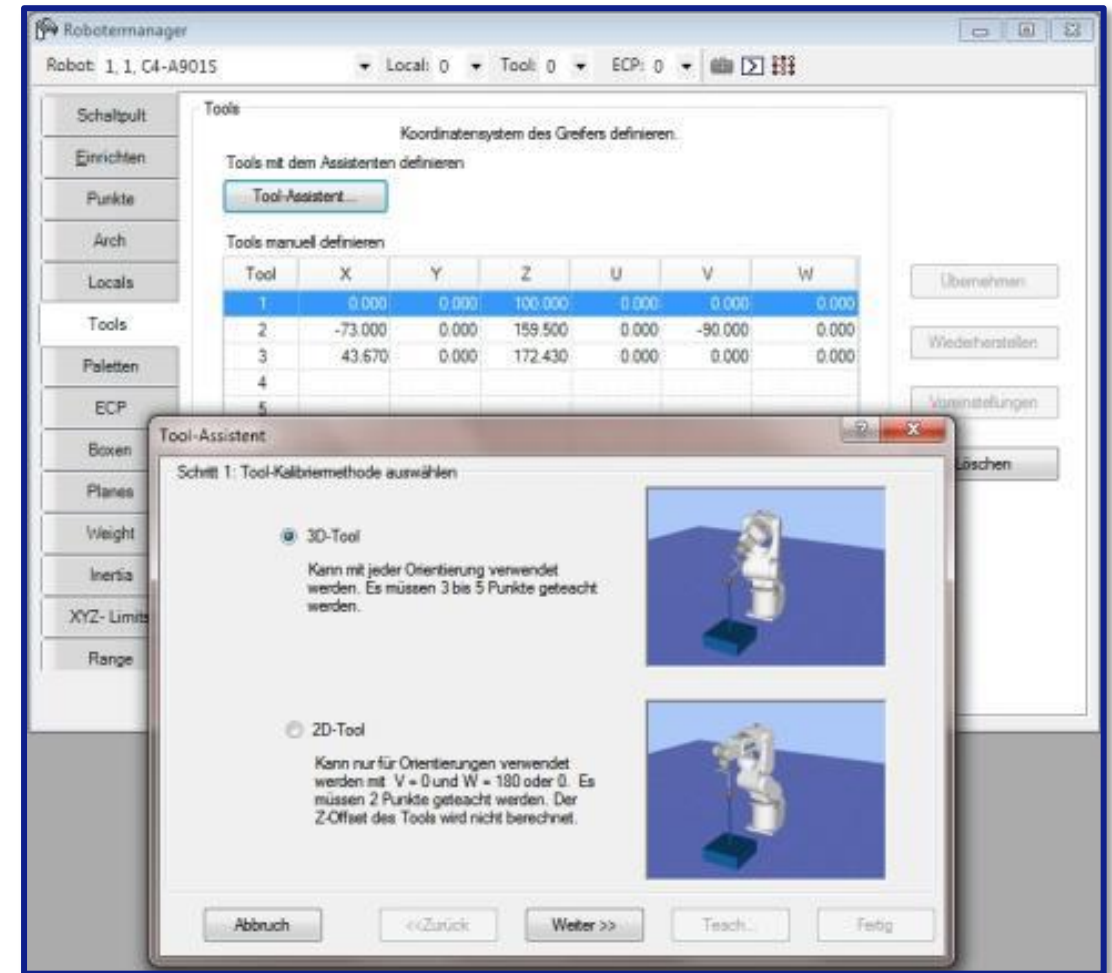 Robotermanager
Robot: 1, 1, C4-A901S Local: 0 Tool: 0 ECP: 0
Schaltpult
Einrichten
Punkte
Arch
Locals
Tools
Paletten
ECP
Boxen
Planes
Weight
Inertia
XYZ- Limits
Range
Tools
Koordinatensystem des Greifers definieren.
Tools mit dem Assistenten definieren
Tool-Assistent...
Tools manuell definieren
Tool X Y Z U V W
1 0.000 0.000 100.000 0.000 0.000 0.000
2 -73.000 0.000 159.500 0.000 -90.000 0.000
3 43.670 0.000 172.430 0.000 0.000 0.000
4
5
Übernehmen
Wiederherstellen
Voreinstellungen
Löschen
Tool-Assistent
Schritt 1: Tool-Kalibriermethode auswählen
3D-Tool
Kann mit jeder Orientierung verwendet
werden. Es müssen 3 bis 5 Punkte geteacht
werden.
2D-Tool
Kann nur für Orientierungen verwendet
werden mit V = 0 und W = 180 oder 0. Es
müssen 2 Punkte geteacht werden. Der
Z-Offset des Tools wird nicht berechnet.
Abbruch <<Zurück Weiter >> Teach... Fertig